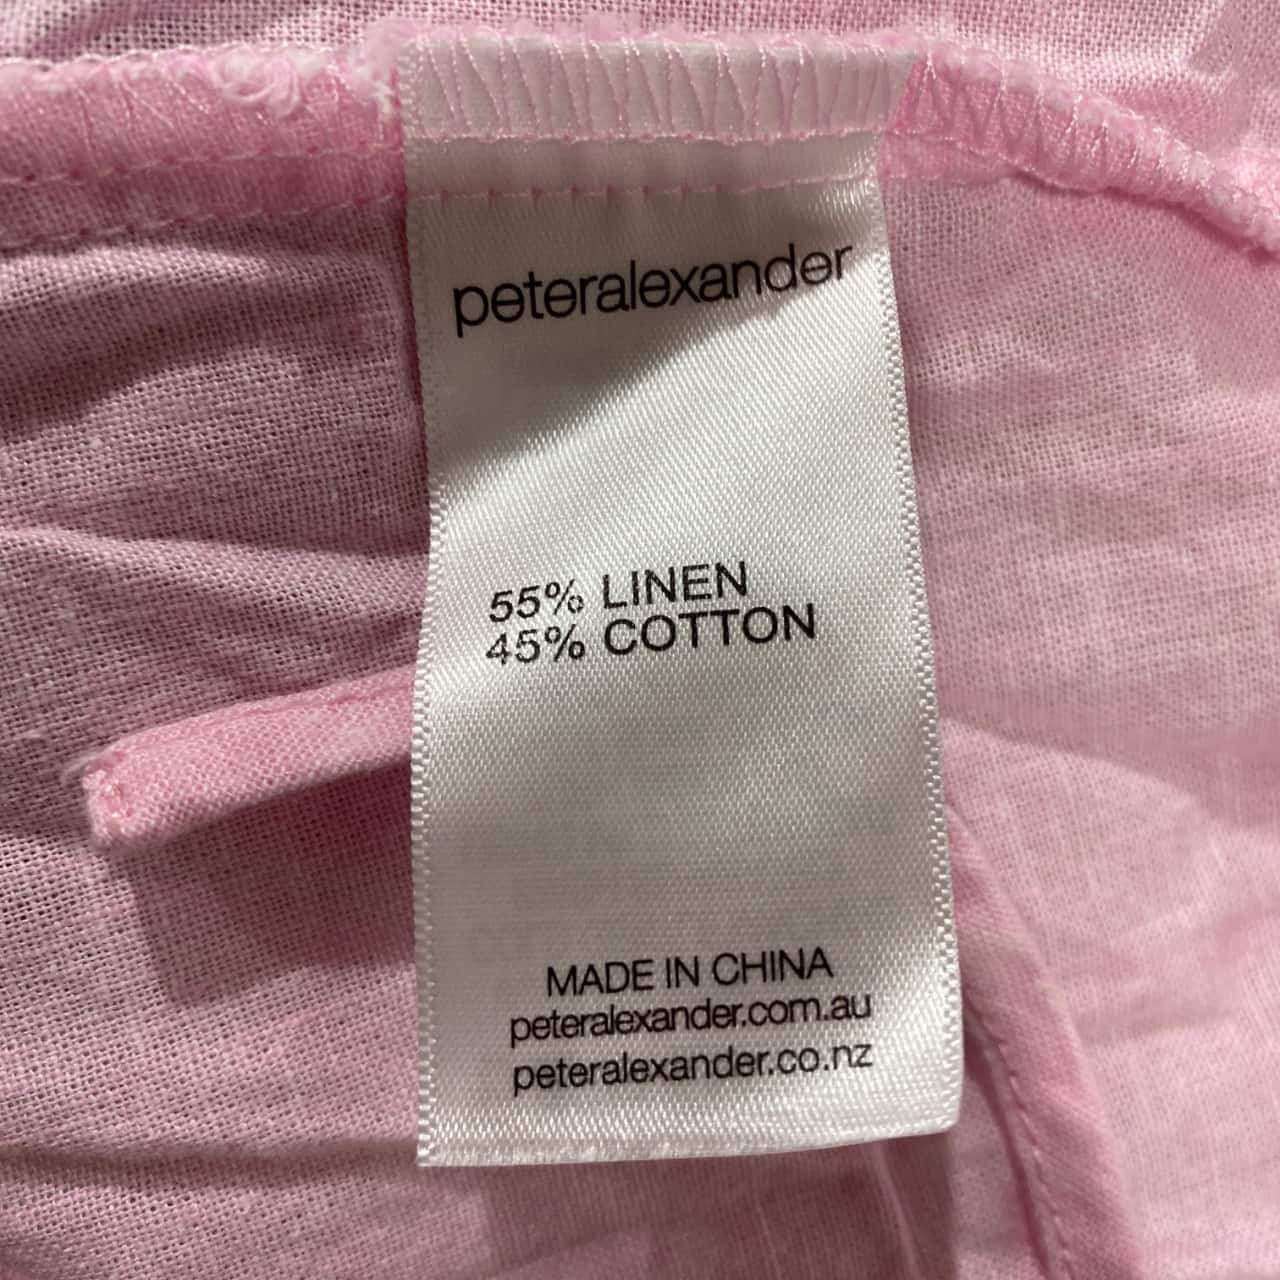 peteralexander
55% LINEN
45% COTTON
MADE IN CHINA
peteralexander.com.au
peteralexander.co.nz